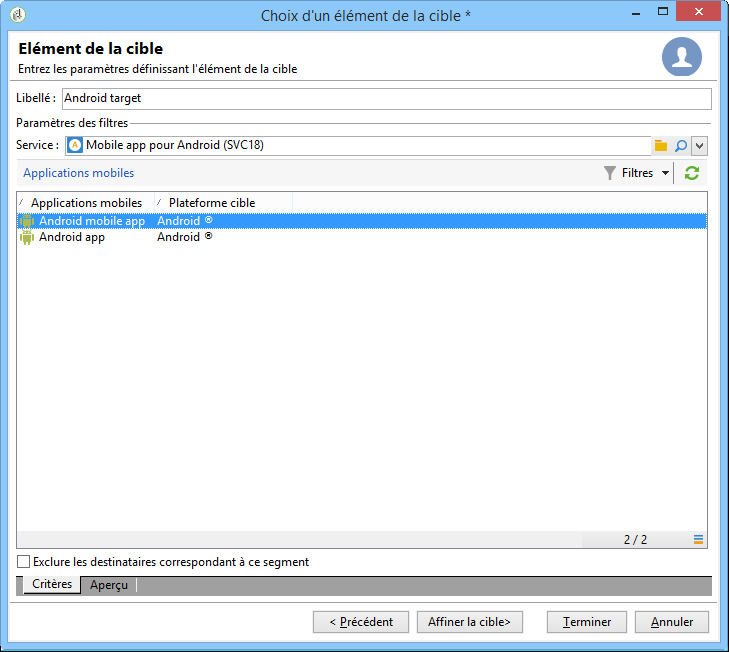 Choix d'un élément de la cible *
Elément de la cible
Entrez les paramètres définissant l'élément de la cible
Libellé : Android target
Paramètres des filtres
Service : Mobile app pour Android (SVC18)
Applications mobiles Filtres
Applications mobiles Plateforme cible
Android mobile app Android ®
Android app Android ®
2 / 2
Exclure les destinataires correspondant à ce segment
Critères Aperçu
< Précédent Affiner la cible> Terminer Annuler